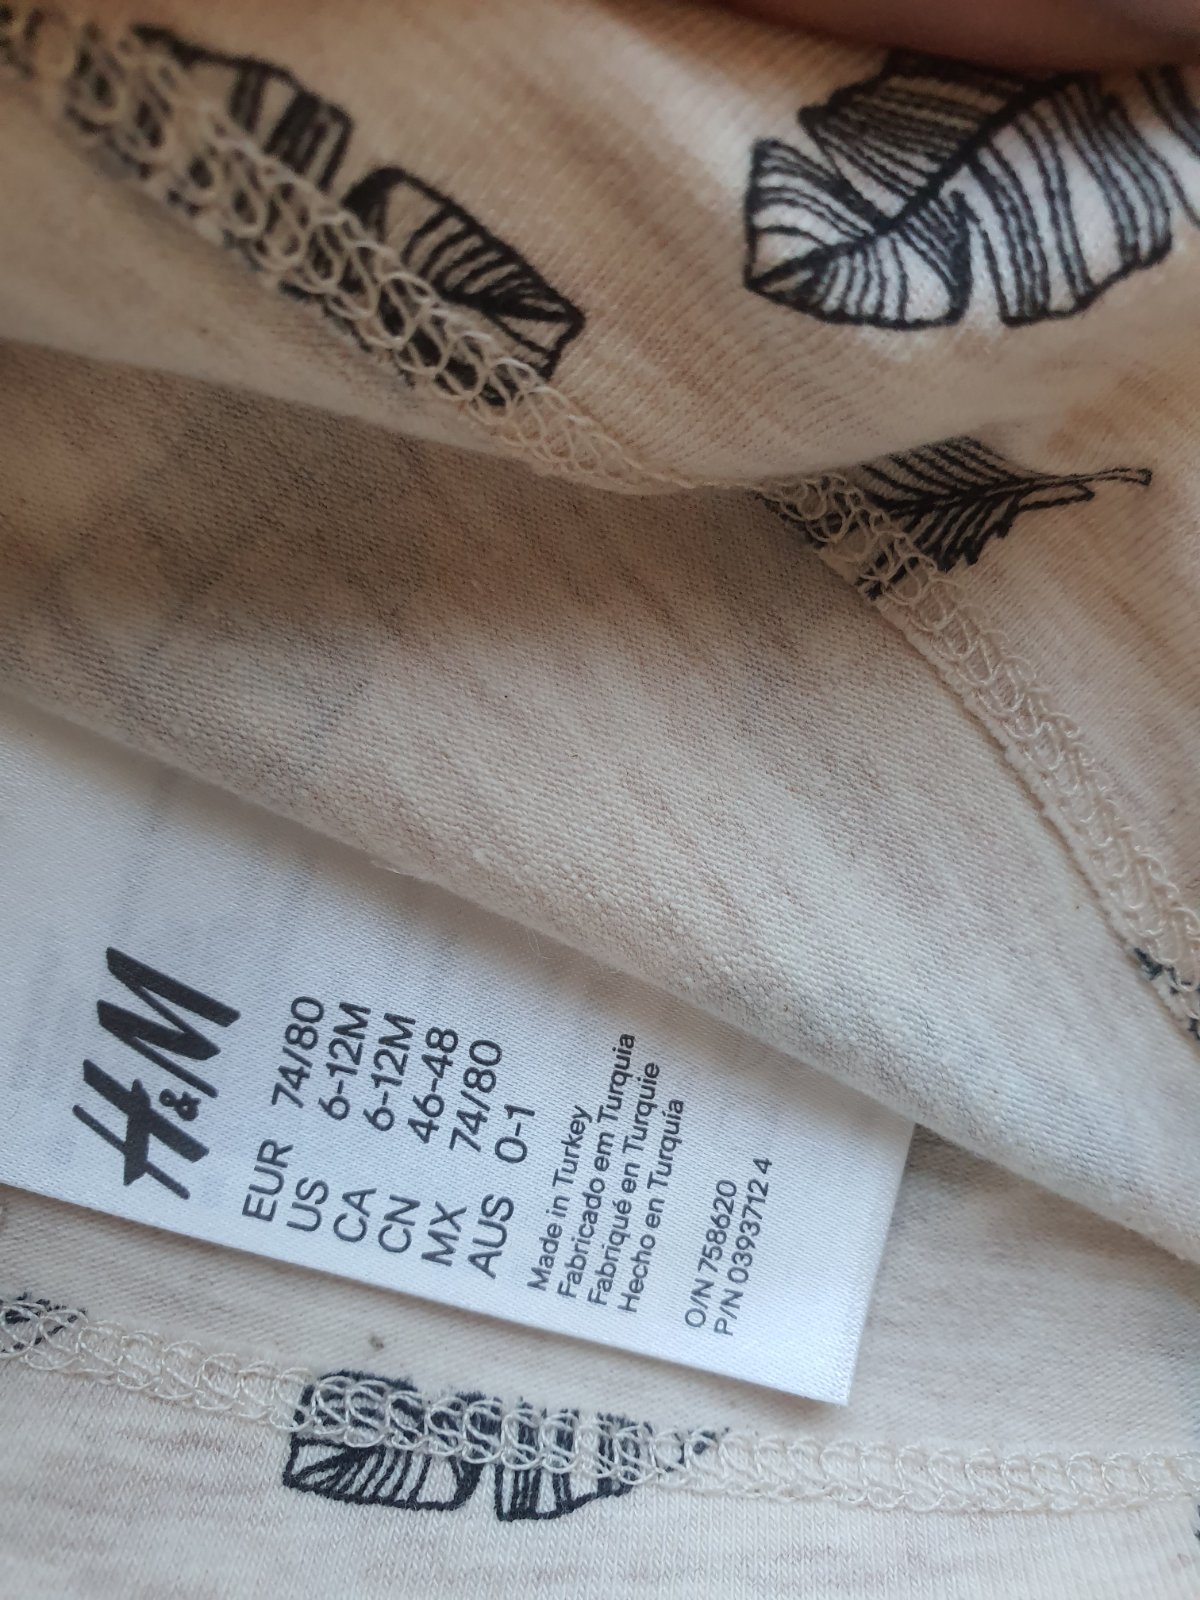 H&M
EUR 74/80
US 6-12M
CA 6-12M
CN 46-48
MX 74/80
AUS 0-1
Made in Turkey
Fabricado em Turquia
Fabriqué en Turquie
Hecho en Turquía
O/N 758620
P/N 0393712 4